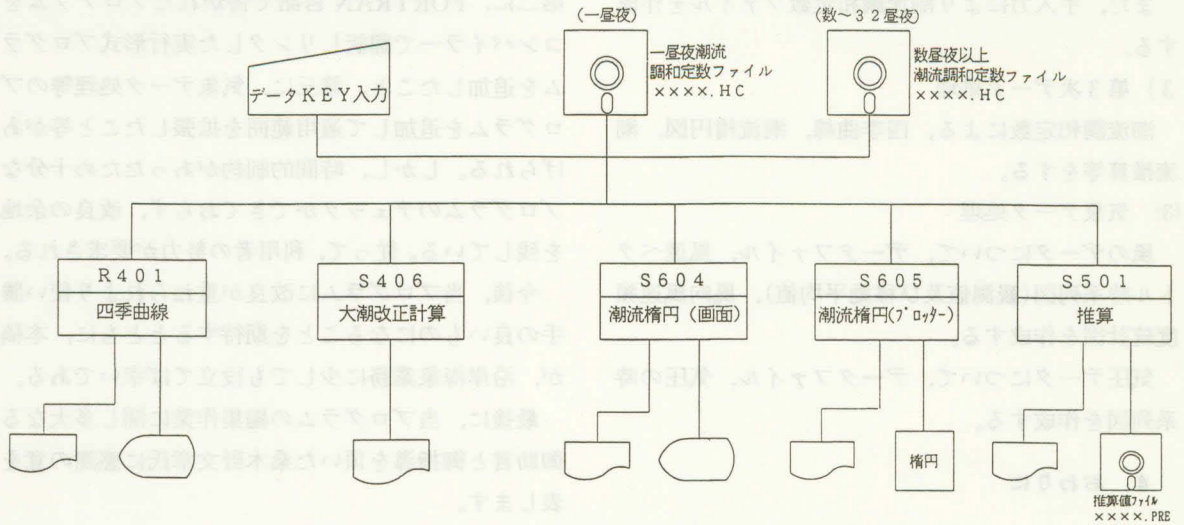 (一昼夜)
(数~32昼夜)
データKEY入力
一昼夜潮流
調和定数ファイル
××××.HC
数昼夜以上
潮流調和定数ファイル
××××.HC
R401
四季曲線
S406
大潮改正計算
S604
潮流楕円(画面)
S605
潮流楕円(プロッター)
S501
推算
楕円
推算値ファイル
××××.PRE